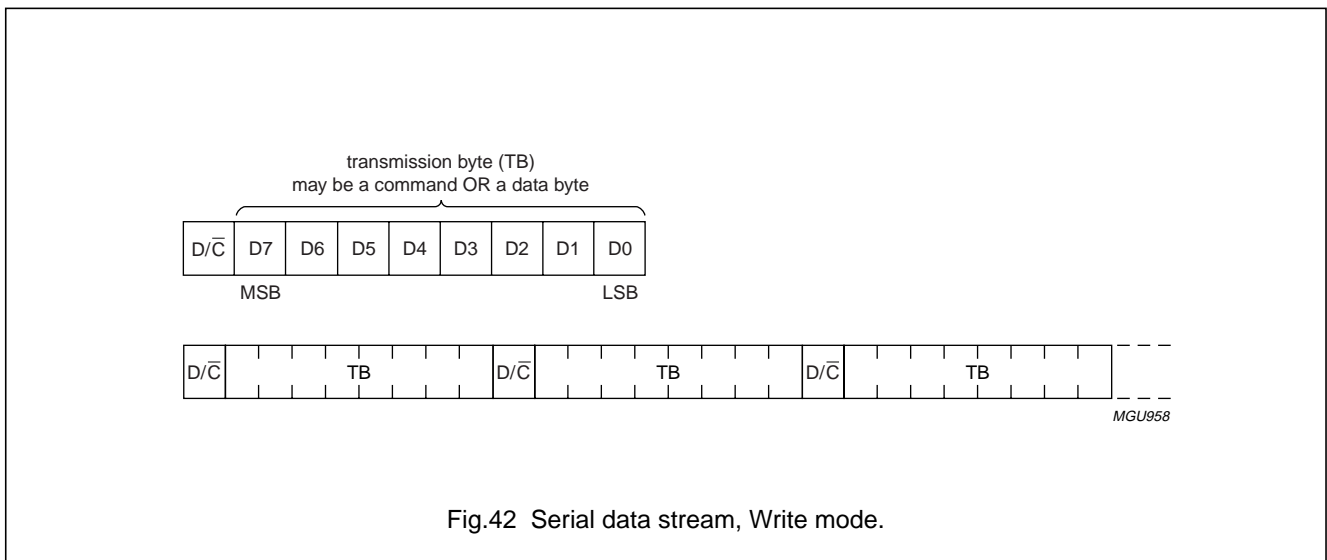 transmission byte (TB)
may be a command OR a data byte
D/C̅ D7 D6 D5 D4 D3 D2 D1 D0
MSB LSB
D/C̅ TB D/C̅ TB D/C̅ TB
MGU958
Fig.42 Serial data stream, Write mode.